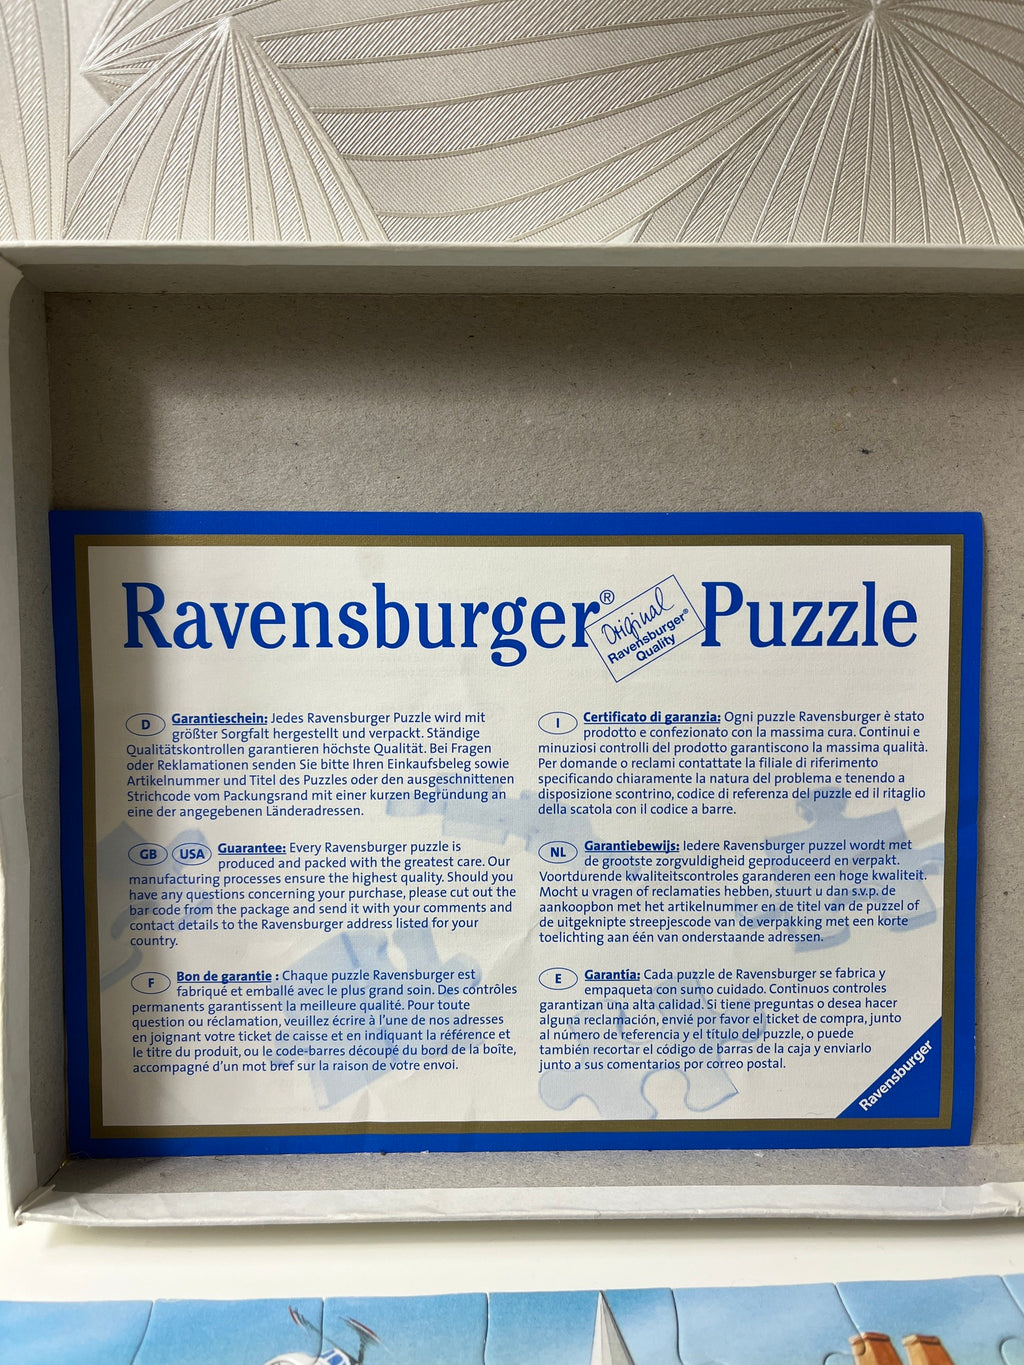 Ravensburger® Puzzle
Original
Ravensburger®
Quality
D Garantieschein: Jedes Ravensburger Puzzle wird mit
größter Sorgfalt hergestellt und verpackt. Ständige
Qualitätskontrollen garantieren höchste Qualität. Bei Fragen
oder Reklamationen senden Sie bitte Ihren Einkaufsbeleg sowie
Artikelnummer und Titel des Puzzles oder den ausgeschnittenen
Strichcode vom Packungsrand mit einer kurzen Begründung an
eine der angegebenen Länderadressen.
GB USA Guarantee: Every Ravensburger puzzle is
produced and packed with the greatest care. Our
manufacturing processes ensure the highest quality. Should you
have any questions concerning your purchase, please cut out the
bar code from the package and send it with your comments and
contact details to the Ravensburger address listed for your
country.
F Bon de garantie : Chaque puzzle Ravensburger est
fabriqué et emballé avec le plus grand soin. Des contrôles
permanents garantissent la meilleure qualité. Pour toute
question ou réclamation, veuillez écrire à l'une de nos adresses
en joignant votre ticket de caisse et en indiquant la référence et
le titre du produit, ou le code-barres découpé du bord de la boîte,
accompagné d'un mot bref sur la raison de votre envoi.
I Certificato di garanzia: Ogni puzzle Ravensburger è stato
prodotto e confezionato con la massima cura. Continui e
minuziosi controlli del prodotto garantiscono la massima qualità.
Per domande o reclami contattate la filiale di riferimento
specificando chiaramente la natura del problema e tenendo a
disposizione scontrino, codice di referenza del puzzle ed il ritaglio
della scatola con il codice a barre.
NL Garantiebewijs: Iedere Ravensburger puzzel wordt met
de grootste zorgvuldigheid geproduceerd en verpakt.
Voortdurende kwaliteitscontroles garanderen een hoge kwaliteit.
Mocht u vragen of reclamaties hebben, stuurt u dan s.v.p. de
aankoopbon met het artikelnummer en de titel van de puzzel of
de uitgeknipte streepjescode van de verpakking met een korte
toelichting aan één van onderstaande adressen.
E Garantía: Cada puzzle de Ravensburger se fabrica y
empaqueta con sumo cuidado. Continuos controles
garantizan una alta calidad. Si tiene preguntas o desea hacer
alguna reclamación, envié por favor el ticket de compra, junto
al número de referencia y el título del puzzle, o puede
también recortar el código de barras de la caja y enviarlo
junto a sus comentarios por correo postal.
Ravensburger